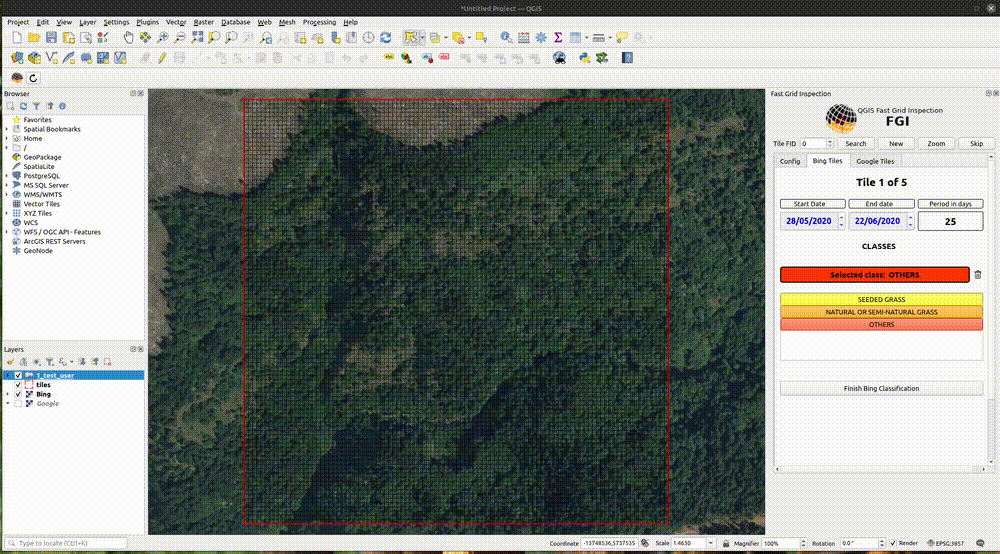 *Untitled Project — QGIS
Project Edit View Layer Settings Plugins Vector Raster Database Web Mesh Processing Help
Browser
Favorites
Spatial Bookmarks
Home
/
GeoPackage
SpatiaLite
PostgreSQL
MS SQL Server
WMS/WMTS
Vector Tiles
XYZ Tiles
WCS
WFS / OGC API - Features
ArcGIS REST Servers
GeoNode
Layers
1_test_user
tiles
Bing
Google
Fast Grid Inspection
QGIS Fast Grid Inspection
FGI
Tile FID 0 Search New Zoom Skip
Config Bing Tiles Google Tiles
Tile 1 of 5
Start Date End date Period in days
28/05/2020 22/06/2020 25
CLASSES
Selected class: OTHERS
SEEDED GRASS
NATURAL OR SEMI-NATURAL GRASS
OTHERS
Finish Bing Classification
Type to locate (Ctrl+K) Coordinate -13748536,5737535 Scale 1:4630 Magnifier 100% Rotation 0.0 ° Render EPSG:3857